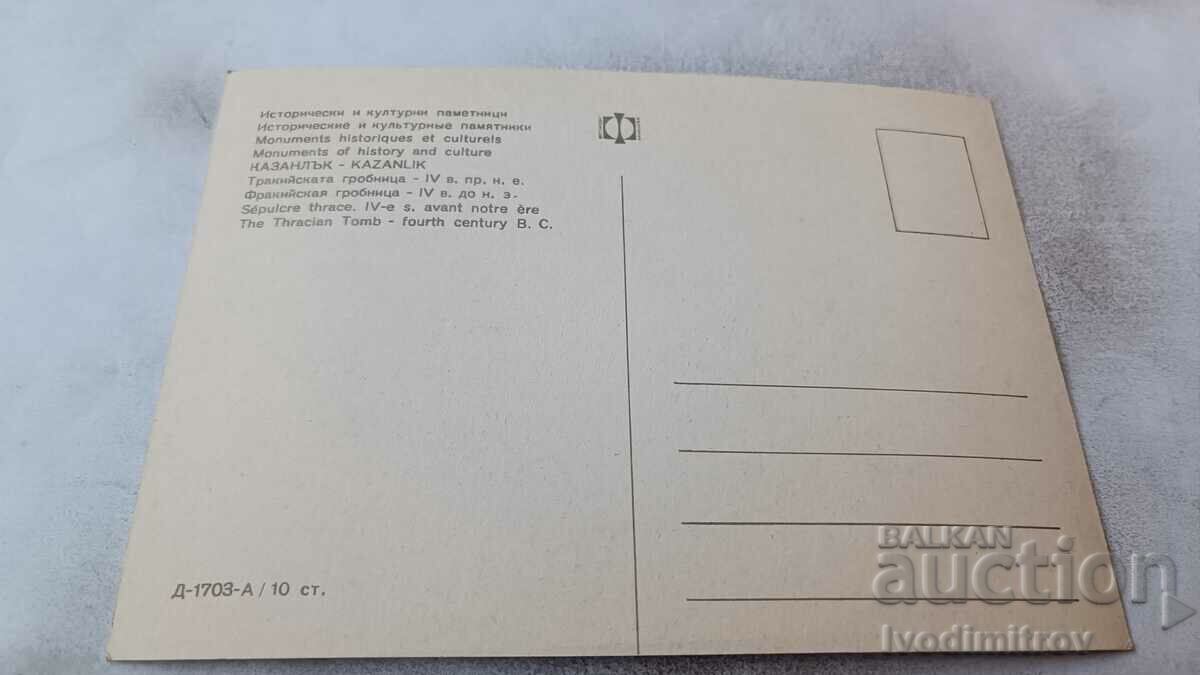 Исторически и културни паметници
Исторические и культурные памятники
Monuments historiques et culturels
Monuments of history and culture
КАЗАНЛЪК - KAZANLIK
Тракийската гробница - IV в. пр. н. е.
Фракийская гробница - IV в. до н. э.
Sépulcre thrace. IV-e s. avant notre ère
The Thracian Tomb - fourth century B. C.
Д-1703-А / 10 ст.
BALKAN
auction
Ivodimitrov